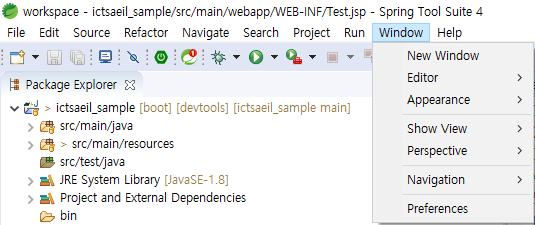 workspace - ictsaeil_sample/src/main/webapp/WEB-INF/Test.jsp - Spring Tool Suite 4
File Edit Source Refactor Navigate Search Project Run Window Help
New Window
Editor
Appearance
Show View
Perspective
Navigation
Preferences
Package Explorer
> ictsaeil_sample [boot] [devtools] [ictsaeil_sample main]
src/main/java
> src/main/resources
src/test/java
JRE System Library [JavaSE-1.8]
Project and External Dependencies
bin